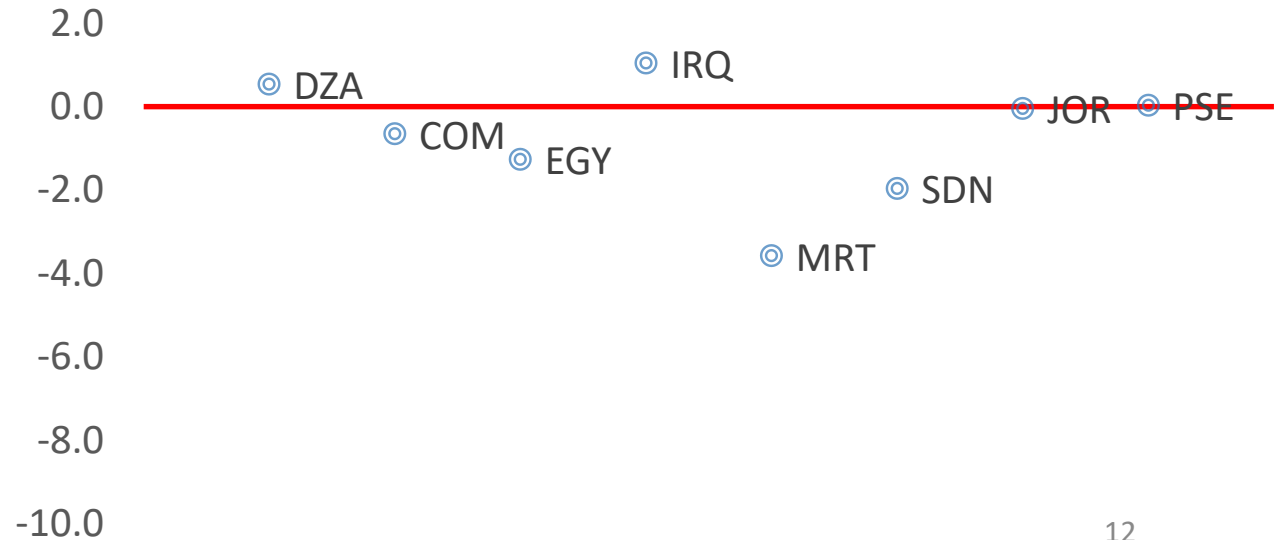 2.0
IRQ
DZA
0.0
JOR
PSE
COM
EGY
-2.0
SDN
MRT
-4.0
-6.0
-8.0
-10.0
12